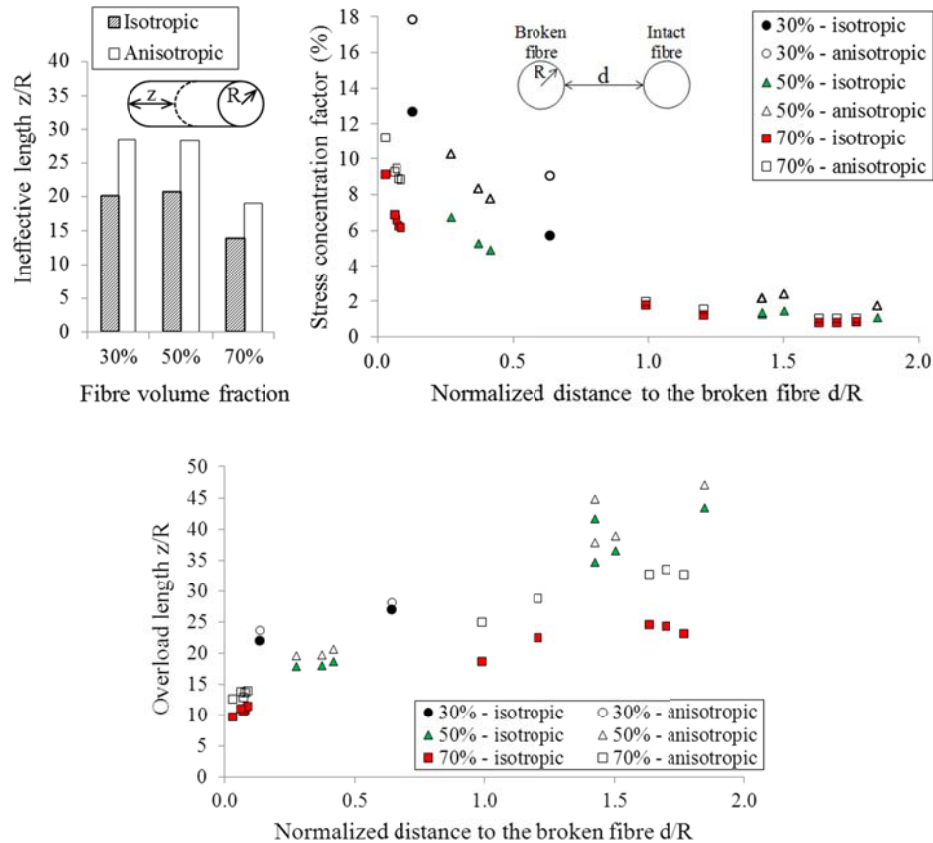 Isotropic
Anisotropic
Ineffective length z/R
40
35
30
25
20
15
10
5
0
z
R
30%
50%
70%
Fibre volume fraction
Stress concentration factor (%)
18
16
14
12
10
8
6
4
2
0
Broken fibre
Intact fibre
R
d
30% - isotropic
30% - anisotropic
50% - isotropic
50% - anisotropic
70% - isotropic
70% - anisotropic
0.0
0.5
1.0
1.5
2.0
Normalized distance to the broken fibre d/R
Overload length z/R
50
45
40
35
30
25
20
15
10
5
0
30% - isotropic
30% - anisotropic
50% - isotropic
50% - anisotropic
70% - isotropic
70% - anisotropic
0.0
0.5
1.0
1.5
2.0
Normalized distance to the broken fibre d/R